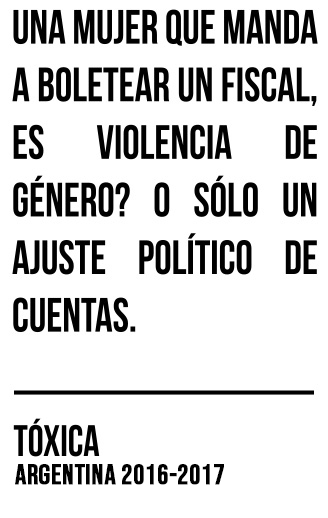 UNA MUJER QUE MANDA
A BOLETEAR UN FISCAL,
ES VIOLENCIA DE
GÉNERO? O SÓLO UN
AJUSTE POLÍTICO DE
CUENTAS.
TÓXICA
ARGENTINA 2016-2017